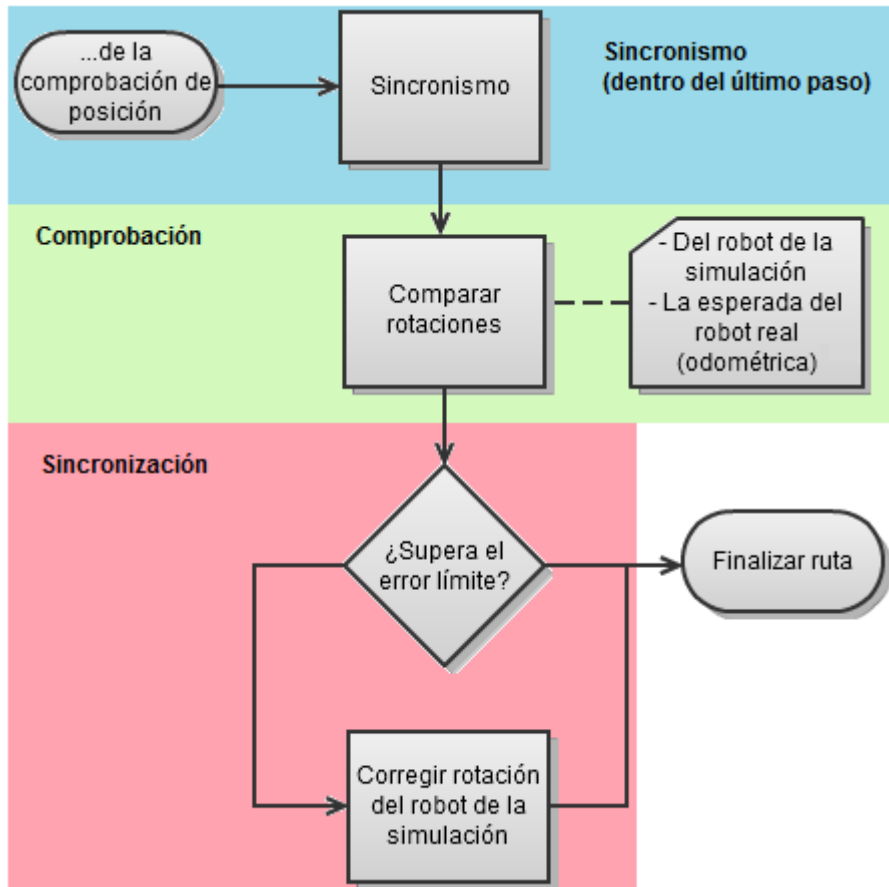 ...de la
comprobación de
posición
Sincronismo
Sincronismo
(dentro del último paso)
Comprobación
Comparar
rotaciones
- Del robot de la
simulación
- La esperada del
robot real
(odométrica)
Sincronización
¿Supera el
error límite?
Finalizar ruta
Corregir rotación
del robot de la
simulación